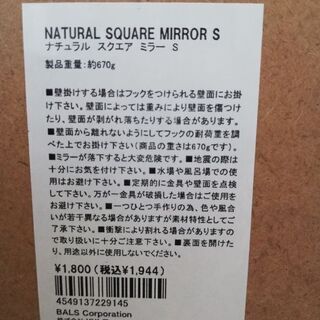 NATURAL SQUARE MIRROR S
ナチュラル スクエア ミラー S
製品重量:約670g
■壁掛けする場合はフックをつけられる壁面にお掛
け下さい。壁面によっては重みにより壁面を傷つけ
たり、壁面が剥がれ落ちたりする場合があります。
■壁面から離れないようにしてフックの耐荷重を調
べた上でお掛け下さい(商品の重さは670gです)。
■ミラーが落下すると大変危険です。■地震の際は
十分にお気を付け下さい。■水場や風呂場での使
用はお避け下さい。■定期的に金具や壁面を点検
して下さい。万が一金具が破損した場合はご使用を
お避け下さい。■一つひとつ手作りの為、色や風合
いが若干異なる場合がありますが素材特性としてご
了承下さい。■衝撃により割れる場合がありますの
で取り扱いに十分ご注意下さい。■裏面を開けた
り、用途以外に使用しないでください。
¥1,800(税込¥1,944)
4549137229145
BALS Corporation